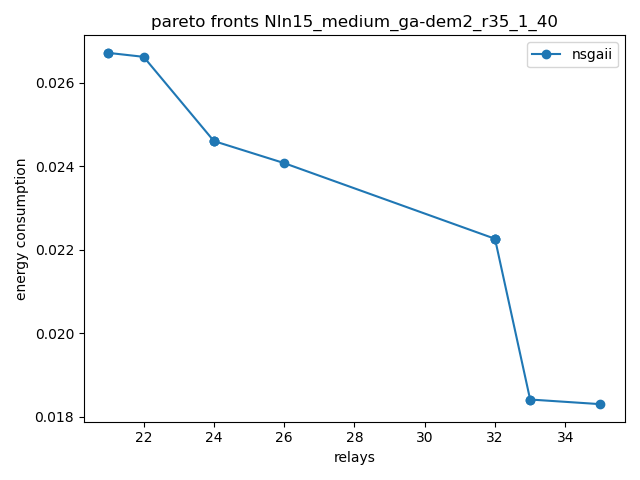 pareto fronts NIn15_medium_ga-dem2_r35_1_40
nsgaii
0.026
0.024
0.022
0.020
0.018
energy consumption
22 24 26 28 30 32 34
relays